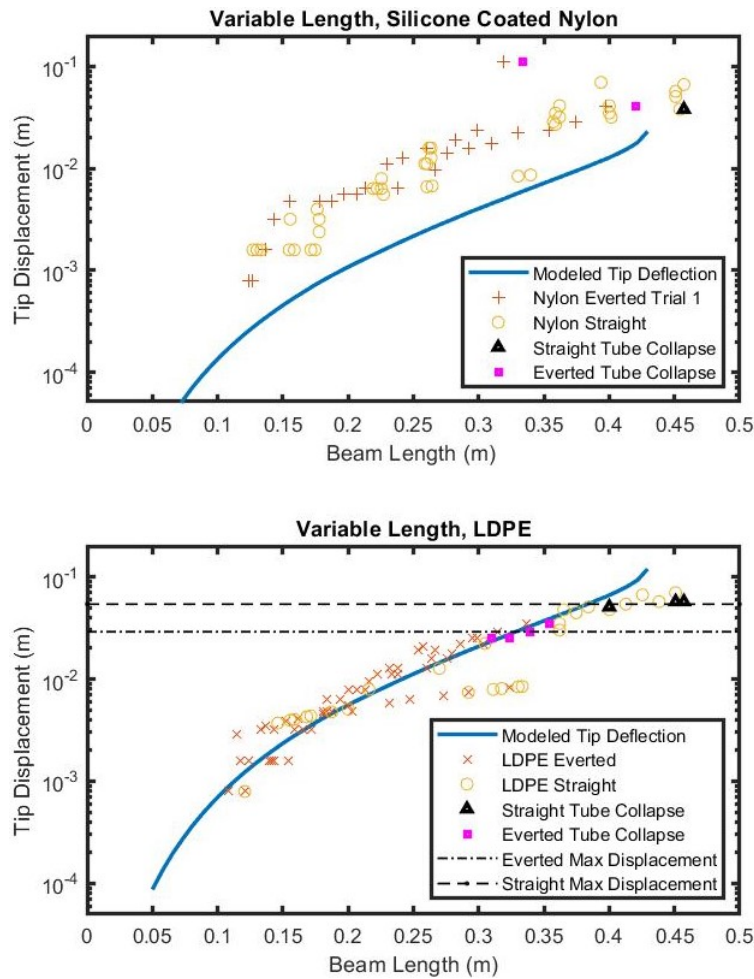 Variable Length, Silicone Coated Nylon
10-1
10-2
10-3
10-4
Tip Displacement (m)
Modeled Tip Deflection
Nylon Everted Trial 1
Nylon Straight
Straight Tube Collapse
Everted Tube Collapse
0 0.05 0.1 0.15 0.2 0.25 0.3 0.35 0.4 0.45 0.5
Beam Length (m)
Variable Length, LDPE
10-1
10-2
10-3
10-4
Tip Displacement (m)
Modeled Tip Deflection
LDPE Everted
LDPE Straight
Straight Tube Collapse
Everted Tube Collapse
Everted Max Displacement
Straight Max Displacement
0 0.05 0.1 0.15 0.2 0.25 0.3 0.35 0.4 0.45 0.5
Beam Length (m)